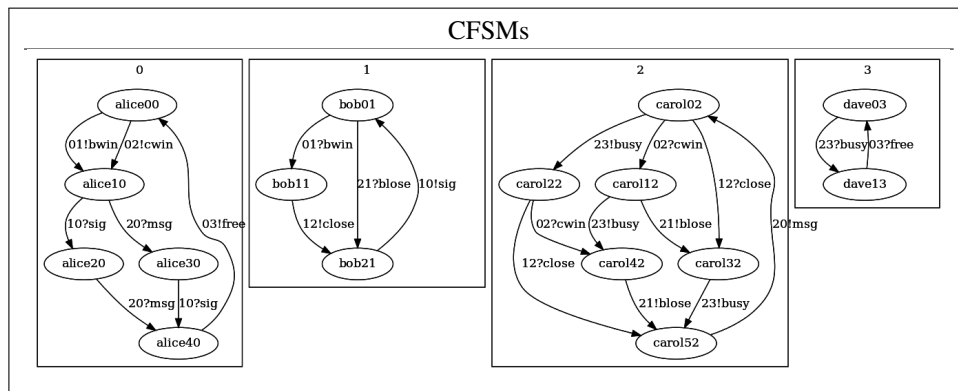 CFSMs
0
alice00
01!bwin
02!cwin
alice10
10?sig
20?msg
03!free
alice20
alice30
20?msg
10?sig
alice40
1
bob01
01?bwin
bob11
21?blose
10!sig
12!close
bob21
2
carol02
23!busy
02?cwin
carol22
carol12
12?close
02?cwin
23!busy
21!blose
20!msg
12?close
carol42
carol32
21!blose
23!busy
carol52
3
dave03
23?busy
03?free
dave13